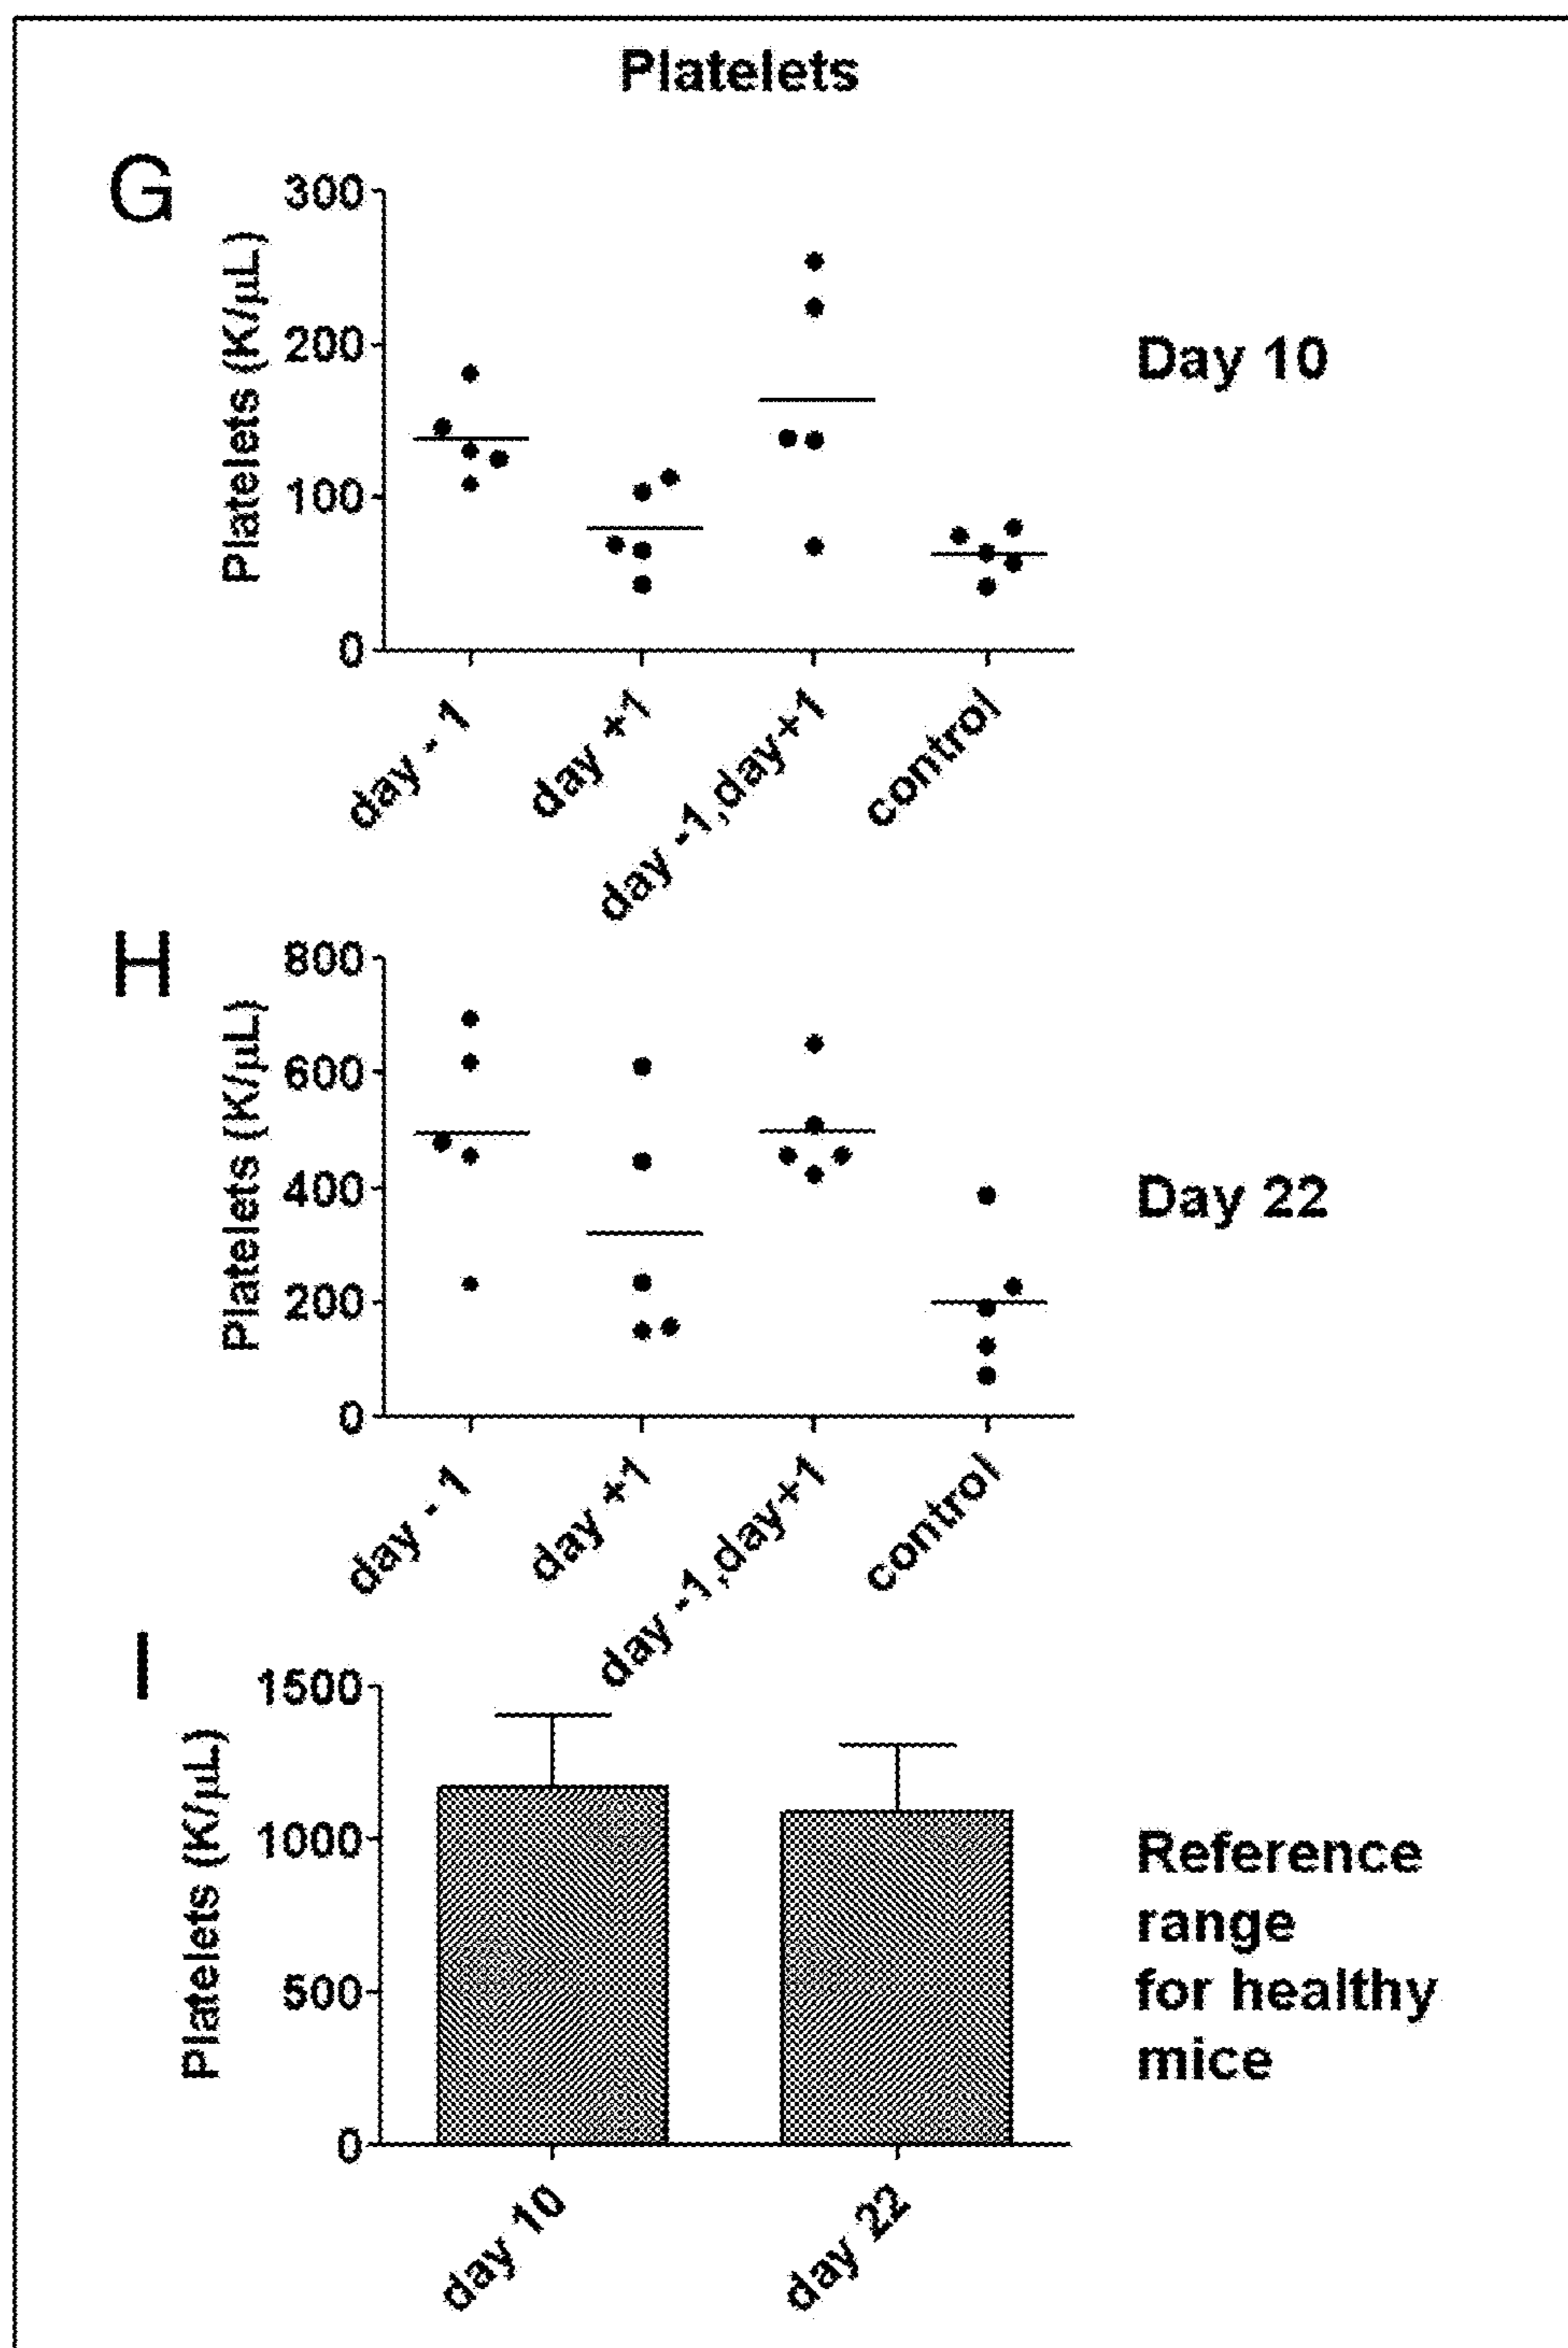 Platelets
G
Platelets (K/µL)
300
200
100
0
day - 1
day +1
day -1,day+1
control
Day 10
H
Platelets (K/µL)
800
600
400
200
0
day - 1
day +1
day -1,day+1
control
Day 22
I
Platelets (K/µL)
1500
1000
500
0
day 10
day 22
Reference
range
for healthy
mice